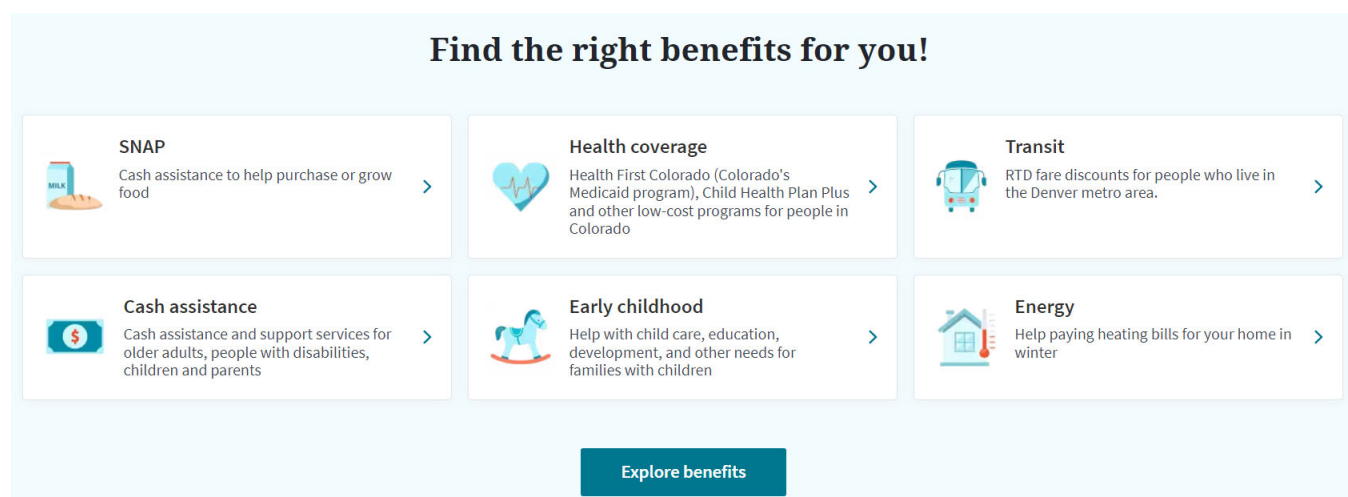 Find the right benefits for you!
SNAP
Cash assistance to help purchase or grow
food
MILK
Health coverage
Health First Colorado (Colorado's
Medicaid program), Child Health Plan Plus
and other low-cost programs for people in
Colorado
Transit
RTD fare discounts for people who live in
the Denver metro area.
Cash assistance
Cash assistance and support services for
older adults, people with disabilities,
children and parents
$
Early childhood
Help with child care, education,
development, and other needs for
families with children
Energy
Help paying heating bills for your home in
winter
Explore benefits